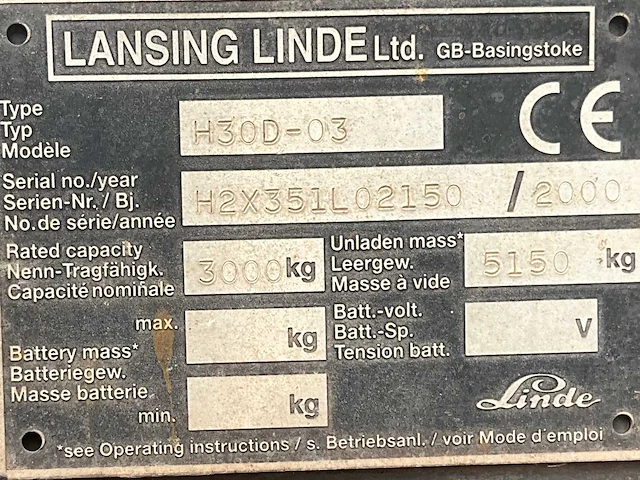 LANSING LINDE Ltd. GB-Basingstoke
Type
Typ
Modèle
H30D-03
CE
Serial no./year
Serien-Nr. / Bj.
No. de série/année
H2X351L02150 / 2000
Rated capacity
Nenn-Tragfähigk.
Capacité nominale
3000 kg
Unladen mass*
Leergew.
Masse à vide
5150 kg
max. kg
Battery mass*
Batteriegew.
Masse batterie
min. kg
Batt.-volt.
Batt.-Sp.
Tension batt.
V
Linde
*see Operating instructions / s. Betriebsanl. / voir Mode d'emploi